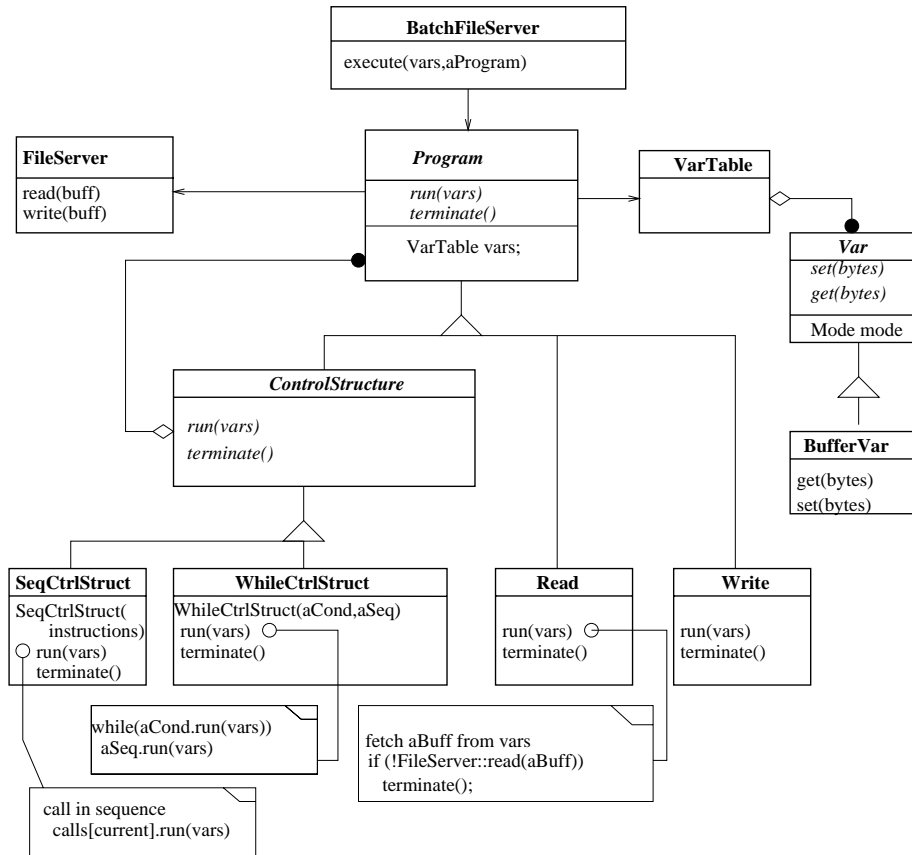 BatchFileServer
execute(vars,aProgram)
FileServer
read(buff)
write(buff)
Program
run(vars)
terminate()
VarTable vars;
VarTable
Var
set(bytes)
get(bytes)
Mode mode
BufferVar
get(bytes)
set(bytes)
ControlStructure
run(vars)
terminate()
SeqCtrlStruct
SeqCtrlStruct(
instructions)
run(vars)
terminate()
WhileCtrlStruct
WhileCtrlStruct(aCond,aSeq)
run(vars)
terminate()
Read
run(vars)
terminate()
Write
run(vars)
terminate()
while(aCond.run(vars))
aSeq.run(vars)
fetch aBuff from vars
if (!FileServer::read(aBuff))
terminate();
call in sequence
calls[current].run(vars)